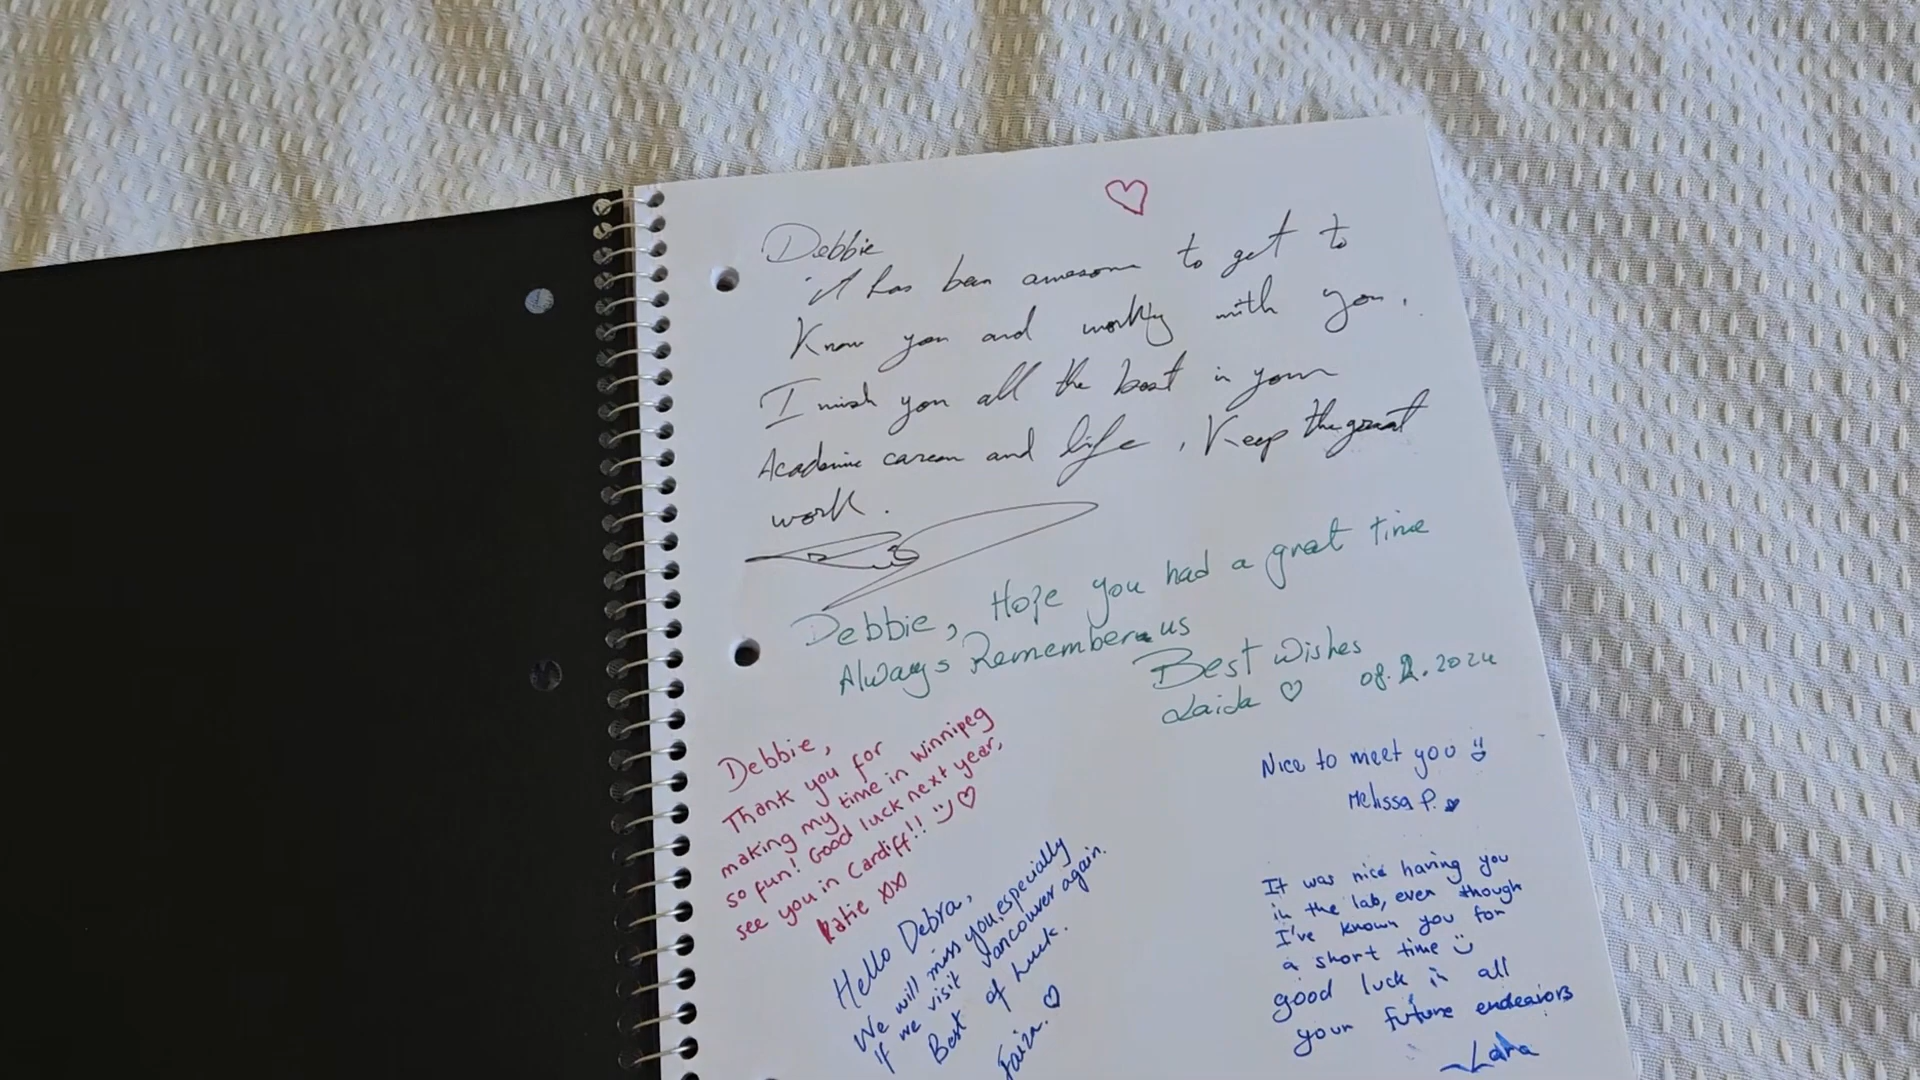 Debbie
It has been awesome to get to
Know you and working with you.
I wish you all the best in your
Academic career and life, Keep the great
work.
Debbie, Hope you had a great time
Always Remember us
Best Wishes
Laida ♡ 08.2024
Debbie,
Thank you for
making my time in Winnipeg
so fun! Good luck next year,
see you in Cardiff!! :) ♡
Katie xx
Hello Debra,
We will miss you, especially
If we visit Vancouver again.
Best of Luck.
Faiza. ♡
Nice to meet you :)
Melissa P. ♥
It was nice having you
in the lab, even though
I've known you for
a short time :)
good luck in all
your future endeavors
Lara